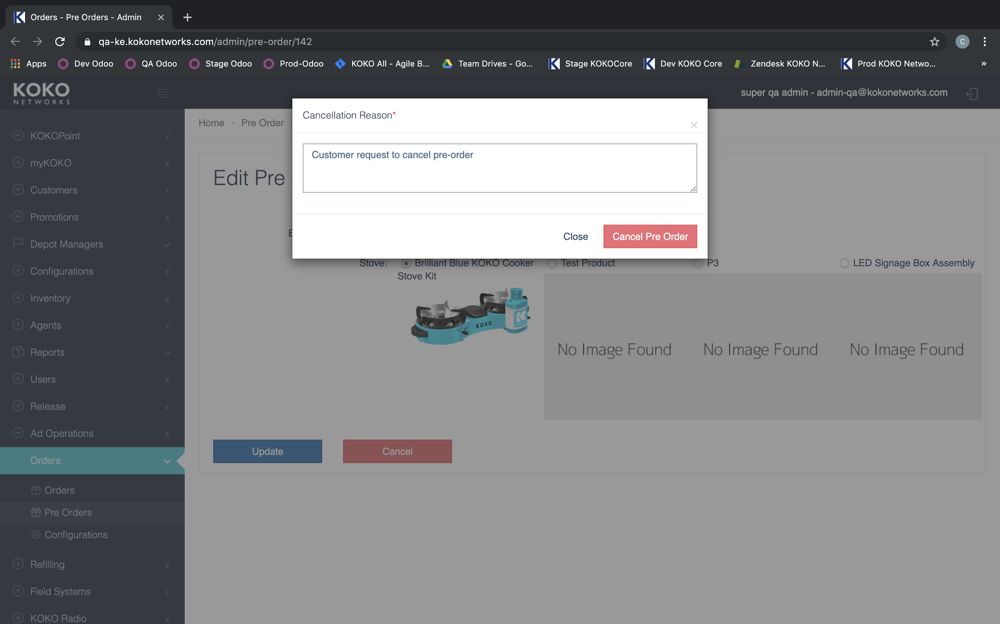 Orders - Pre Orders - Admin
qa-ke.kokonetworks.com/admin/pre-order/142
C
Apps
Dev Odoo
QA Odoo
Stage Odoo
Prod-Odoo
KOKO All - Agile B...
Team Drives - Go...
Stage KOKOCore
Dev KOKO Core
Zendesk KOKO N...
Prod KOKO Netwo...
»
KOKO
NETWORKS
super qa admin - admin-qa@kokonetworks.com
KOKOPoint
myKOKO
Customers
Promotions
Depot Managers
Configurations
Inventory
Agents
Reports
Users
Release
Ad Operations
Orders
Orders
Pre Orders
Configurations
Refilling
Field Systems
KOKO Radio
Home • Pre Order
Edit Pre
Cancellation Reason*
×
Customer request to cancel pre-order
Close
Cancel Pre Order
Stove:
Brilliant Blue KOKO Cooker
Stove Kit
Test Product
P3
LED Signage Box Assembly
KOKO
No Image Found
No Image Found
No Image Found
Update
Cancel